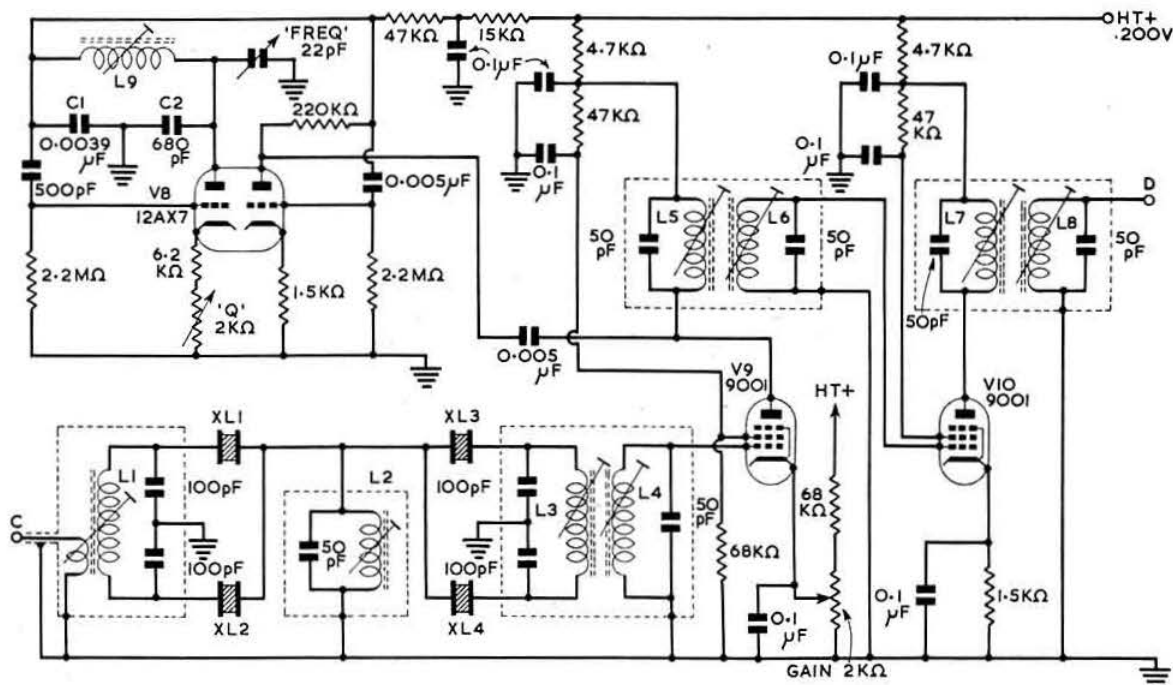 HT+
200V
'FREQ'
22pF
47KΩ
15KΩ
4.7KΩ
4.7KΩ
0.1µF
0.1µF
L9
C1
C2
220KΩ
47KΩ
47
KΩ
0.0039
µF
680
pF
0.1
µF
0.1
µF
500pF
V8
12AX7
0.005µF
D
L5
L6
L7
L8
50
pF
50
pF
50pF
50
pF
6.2
KΩ
2.2MΩ
'Q'
2KΩ
1.5KΩ
2.2MΩ
0.005
µF
V9
9001
HT+
V10
9001
XL1
XL3
C
L1
100pF
L2
100pF
L3
L4
50
pF
68
KΩ
50
pF
100pF
100pF
68KΩ
XL2
XL4
0.1
µF
0.1
µF
1.5KΩ
GAIN 2KΩ